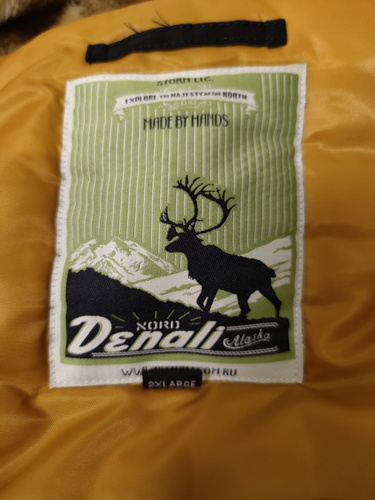 STORM LLC.
EXPLORE THE MAJESTY OF THE NORTH
MADE BY HANDS
NORD
Denali
Alaska
2XLARGE